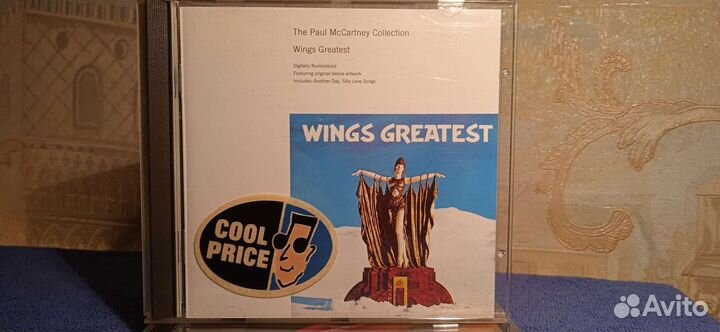 The Paul McCartney Collection
Wings Greatest
Digitally Remastered
Featuring original sleeve artwork
Includes: Another Day, Silly Love Songs
WINGS GREATEST
COOL
PRICE
Avito